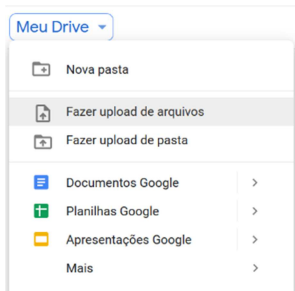 Meu Drive
Nova pasta
Fazer upload de arquivos
Fazer upload de pasta
Documentos Google
Planilhas Google
Apresentações Google
Mais